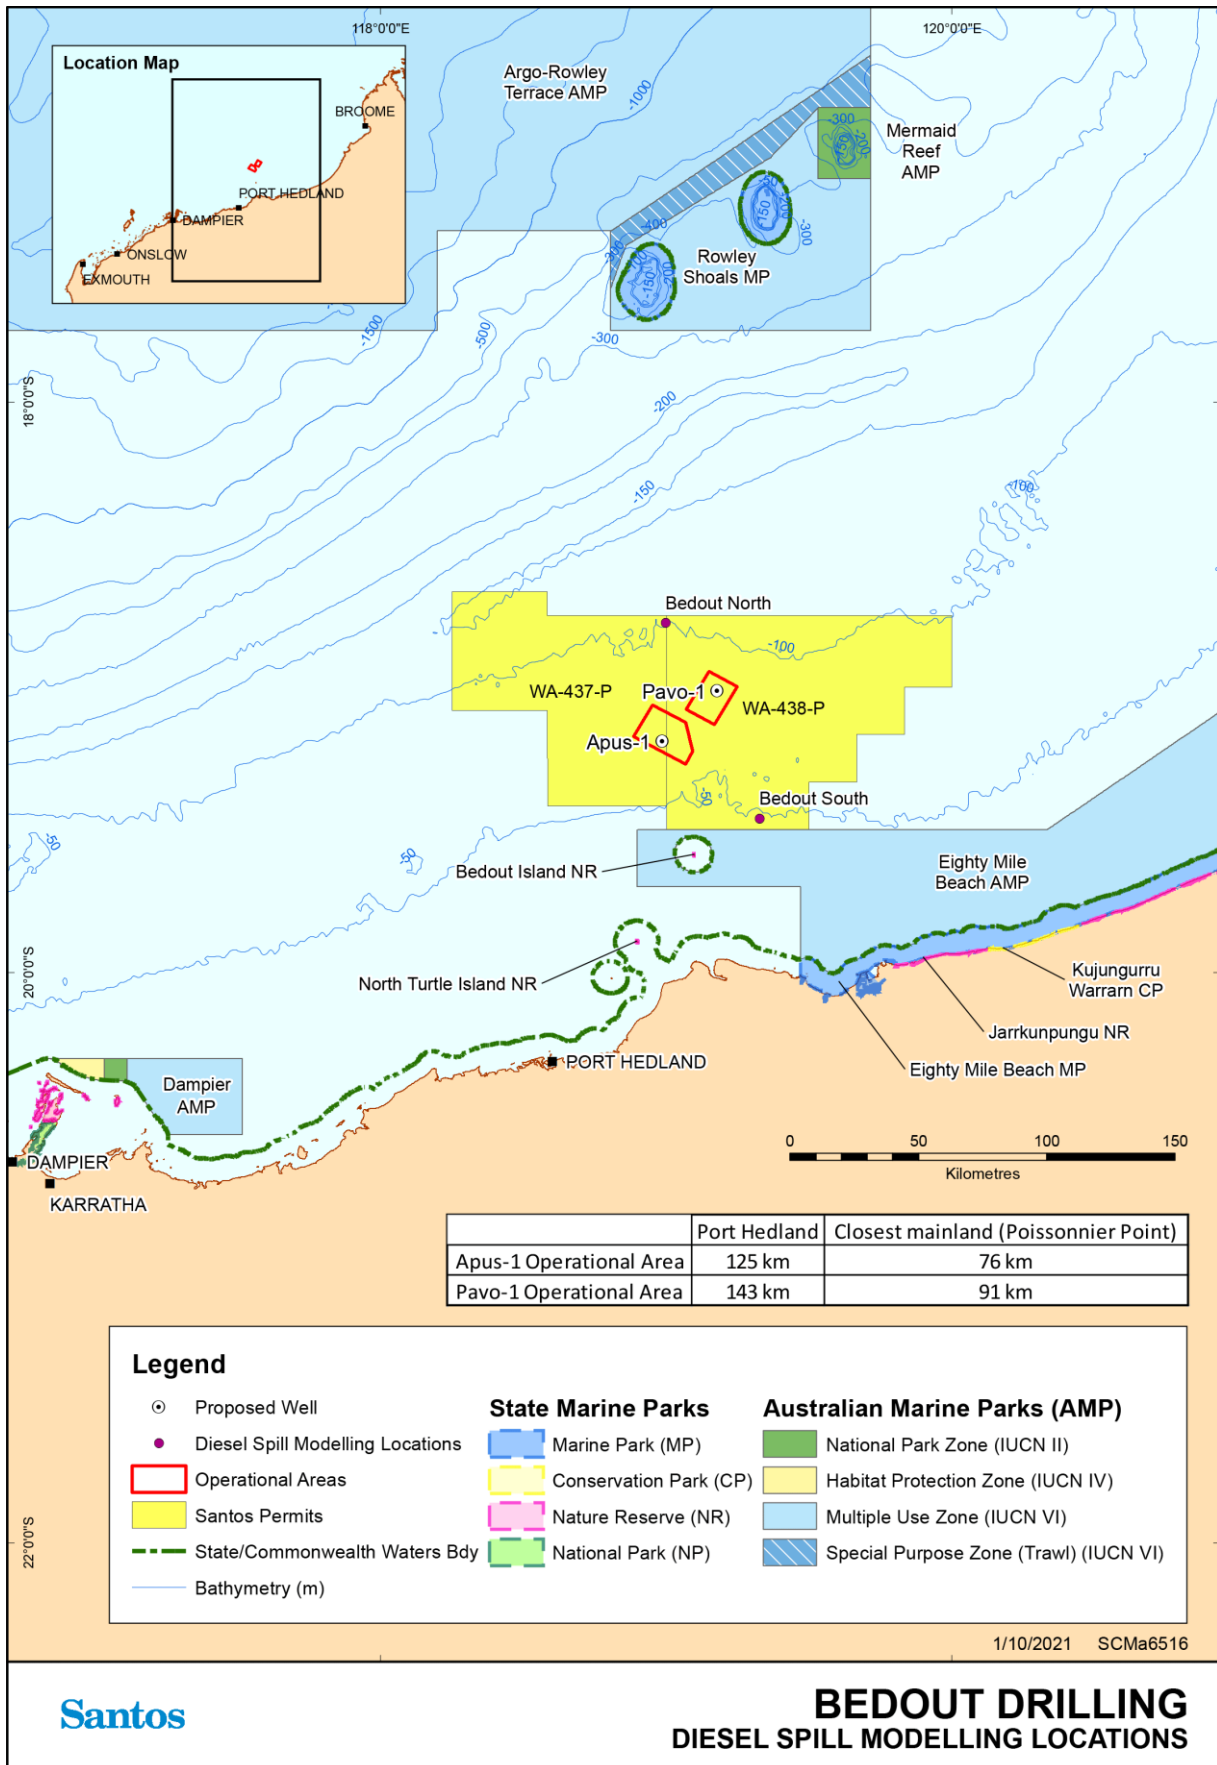 118°0'0"E
120°0'0"E
Location Map
BROOME
PORT HEDLAND
DAMPIER
ONSLOW
EXMOUTH
Argo-Rowley
Terrace AMP
-1000
Mermaid
Reef
AMP
-300
-200
-150
-50
-200
-150
-300
Rowley
Shoals MP
-400
-300
-100
-200
-150
-1500
-500
-300
18°0'0"S
-200
-150
-100
Bedout North
-100
WA-437-P
Pavo-1
WA-438-P
Apus-1
-50
Bedout South
-50
-50
Bedout Island NR
Eighty Mile
Beach AMP
North Turtle Island NR
20°0'0"S
Kujungurru
Warrarn CP
Jarrkunpungu NR
Eighty Mile Beach MP
PORT HEDLAND
Dampier
AMP
DAMPIER
KARRATHA
0 50 100 150
Kilometres
Port Hedland Closest mainland (Poissonnier Point)
Apus-1 Operational Area 125 km 76 km
Pavo-1 Operational Area 143 km 91 km
Legend
Proposed Well
Diesel Spill Modelling Locations
Operational Areas
Santos Permits
State/Commonwealth Waters Bdy
Bathymetry (m)
State Marine Parks
Marine Park (MP)
Conservation Park (CP)
Nature Reserve (NR)
National Park (NP)
Australian Marine Parks (AMP)
National Park Zone (IUCN II)
Habitat Protection Zone (IUCN IV)
Multiple Use Zone (IUCN VI)
Special Purpose Zone (Trawl) (IUCN VI)
22°0'0"S
1/10/2021 SCMa6516
Santos
BEDOUT DRILLING
DIESEL SPILL MODELLING LOCATIONS